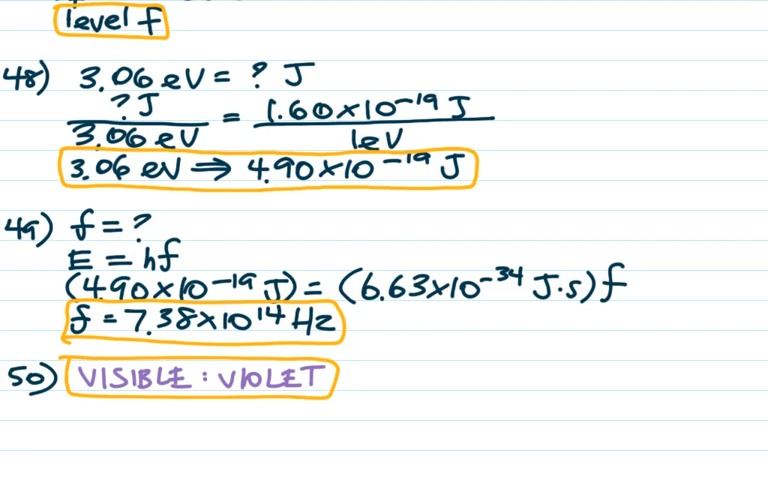 level f
48) 3.06 eV = ? J
? J / 3.06 eV = 1.60×10⁻¹⁹ J / 1eV
3.06 eV ⇒ 4.90×10⁻¹⁹ J
49) f = ?
E = hf
(4.90×10⁻¹⁹ J) = (6.63×10⁻³⁴ J·s) f
f = 7.38×10¹⁴ Hz
50) VISIBLE : VIOLET